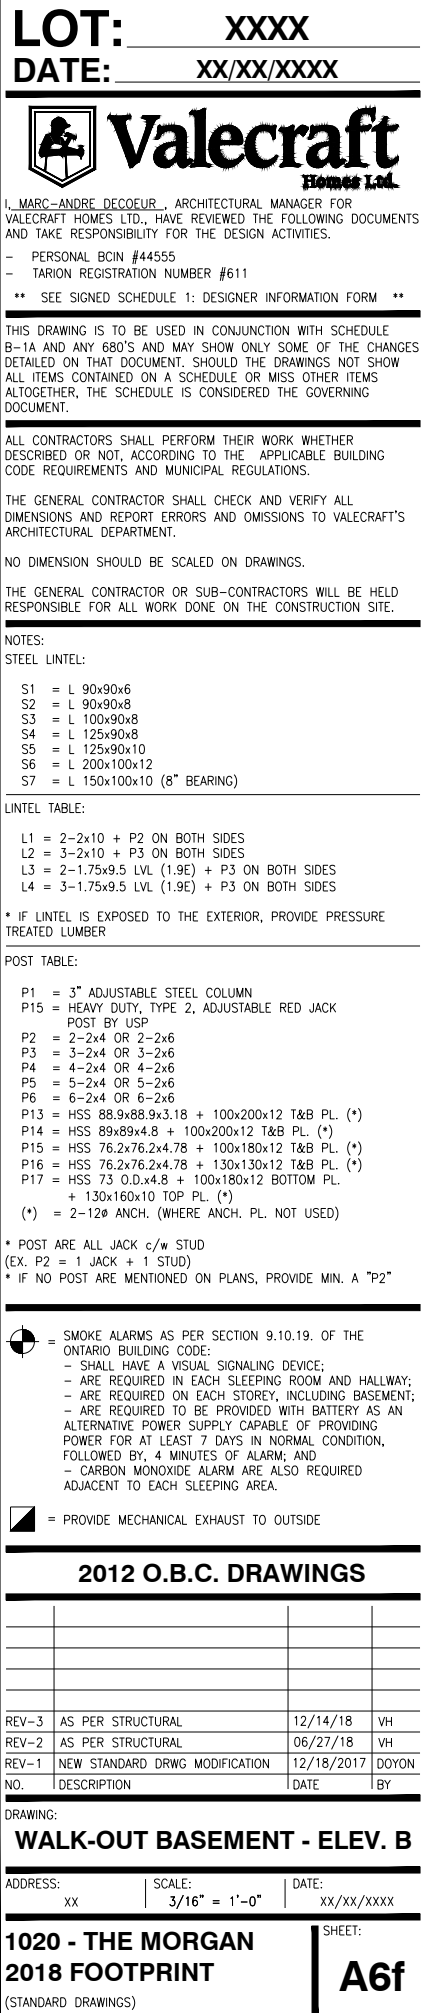 LOT: XXXX
DATE: XX/XX/XXXX
Valecraft
Homes Ltd.
I, MARC-ANDRE DECOEUR , ARCHITECTURAL MANAGER FOR
VALECRAFT HOMES LTD., HAVE REVIEWED THE FOLLOWING DOCUMENTS
AND TAKE RESPONSIBILITY FOR THE DESIGN ACTIVITIES.
- PERSONAL BCIN #44555
- TARION REGISTRATION NUMBER #611
** SEE SIGNED SCHEDULE 1: DESIGNER INFORMATION FORM **
THIS DRAWING IS TO BE USED IN CONJUNCTION WITH SCHEDULE
B-1A AND ANY 680'S AND MAY SHOW ONLY SOME OF THE CHANGES
DETAILED ON THAT DOCUMENT. SHOULD THE DRAWINGS NOT SHOW
ALL ITEMS CONTAINED ON A SCHEDULE OR MISS OTHER ITEMS
ALTOGETHER, THE SCHEDULE IS CONSIDERED THE GOVERNING
DOCUMENT.
ALL CONTRACTORS SHALL PERFORM THEIR WORK WHETHER
DESCRIBED OR NOT, ACCORDING TO THE APPLICABLE BUILDING
CODE REQUIREMENTS AND MUNICIPAL REGULATIONS.
THE GENERAL CONTRACTOR SHALL CHECK AND VERIFY ALL
DIMENSIONS AND REPORT ERRORS AND OMISSIONS TO VALECRAFT'S
ARCHITECTURAL DEPARTMENT.
NO DIMENSION SHOULD BE SCALED ON DRAWINGS.
THE GENERAL CONTRACTOR OR SUB-CONTRACTORS WILL BE HELD
RESPONSIBLE FOR ALL WORK DONE ON THE CONSTRUCTION SITE.
NOTES:
STEEL LINTEL:
S1 = L 90x90x6
S2 = L 90x90x8
S3 = L 100x90x8
S4 = L 125x90x8
S5 = L 125x90x10
S6 = L 200x100x12
S7 = L 150x100x10 (8" BEARING)
LINTEL TABLE:
L1 = 2-2x10 + P2 ON BOTH SIDES
L2 = 3-2x10 + P3 ON BOTH SIDES
L3 = 2-1.75x9.5 LVL (1.9E) + P3 ON BOTH SIDES
L4 = 3-1.75x9.5 LVL (1.9E) + P3 ON BOTH SIDES
* IF LINTEL IS EXPOSED TO THE EXTERIOR, PROVIDE PRESSURE
TREATED LUMBER
POST TABLE:
P1 = 3" ADJUSTABLE STEEL COLUMN
P15 = HEAVY DUTY, TYPE 2, ADJUSTABLE RED JACK
POST BY USP
P2 = 2-2x4 OR 2-2x6
P3 = 3-2x4 OR 3-2x6
P4 = 4-2x4 OR 4-2x6
P5 = 5-2x4 OR 5-2x6
P6 = 6-2x4 OR 6-2x6
P13 = HSS 88.9x88.9x3.18 + 100x200x12 T&B PL. (*)
P14 = HSS 89x89x4.8 + 100x200x12 T&B PL. (*)
P15 = HSS 76.2x76.2x4.78 + 100x180x12 T&B PL. (*)
P16 = HSS 76.2x76.2x4.78 + 130x130x12 T&B PL. (*)
P17 = HSS 73 O.D.x4.8 + 100x180x12 BOTTOM PL.
+ 130x160x10 TOP PL. (*)
(*) = 2-12ø ANCH. (WHERE ANCH. PL. NOT USED)
* POST ARE ALL JACK c/w STUD
(EX. P2 = 1 JACK + 1 STUD)
* IF NO POST ARE MENTIONED ON PLANS, PROVIDE MIN. A "P2"
= SMOKE ALARMS AS PER SECTION 9.10.19. OF THE
ONTARIO BUILDING CODE:
- SHALL HAVE A VISUAL SIGNALING DEVICE;
- ARE REQUIRED IN EACH SLEEPING ROOM AND HALLWAY;
- ARE REQUIRED ON EACH STOREY, INCLUDING BASEMENT;
- ARE REQUIRED TO BE PROVIDED WITH BATTERY AS AN
ALTERNATIVE POWER SUPPLY CAPABLE OF PROVIDING
POWER FOR AT LEAST 7 DAYS IN NORMAL CONDITION,
FOLLOWED BY, 4 MINUTES OF ALARM; AND
- CARBON MONOXIDE ALARM ARE ALSO REQUIRED
ADJACENT TO EACH SLEEPING AREA.
= PROVIDE MECHANICAL EXHAUST TO OUTSIDE
2012 O.B.C. DRAWINGS
REV-3 AS PER STRUCTURAL 12/14/18 VH
REV-2 AS PER STRUCTURAL 06/27/18 VH
REV-1 NEW STANDARD DRWG MODIFICATION 12/18/2017 DOYON
NO. DESCRIPTION DATE BY
DRAWING:
WALK-OUT BASEMENT - ELEV. B
ADDRESS: SCALE: DATE:
XX 3/16" = 1'-0" XX/XX/XXXX
1020 - THE MORGAN SHEET:
2018 FOOTPRINT A6f
(STANDARD DRAWINGS)